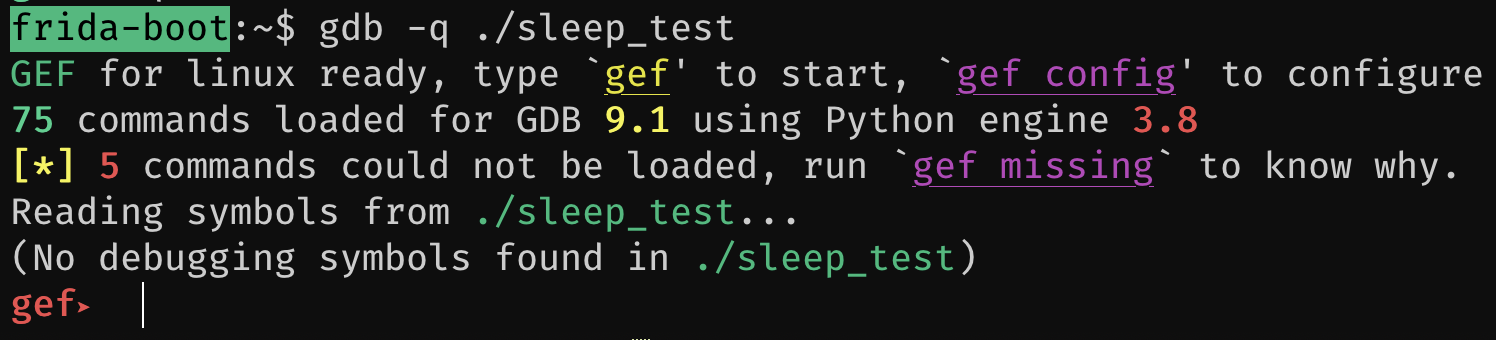 frida-boot:~$ gdb -q ./sleep_test
GEF for linux ready, type `gef' to start, `gef config' to configure
75 commands loaded for GDB 9.1 using Python engine 3.8
[*] 5 commands could not be loaded, run `gef missing` to know why.
Reading symbols from ./sleep_test...
(No debugging symbols found in ./sleep_test)
gef➤